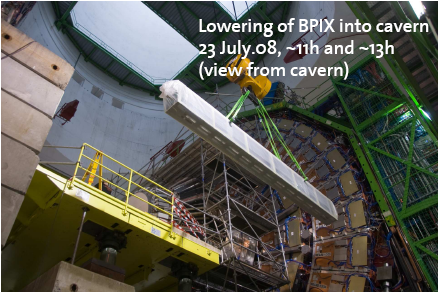 Lowering of BPIX into cavern
23 July.08, ~11h and ~13h
(view from cavern)